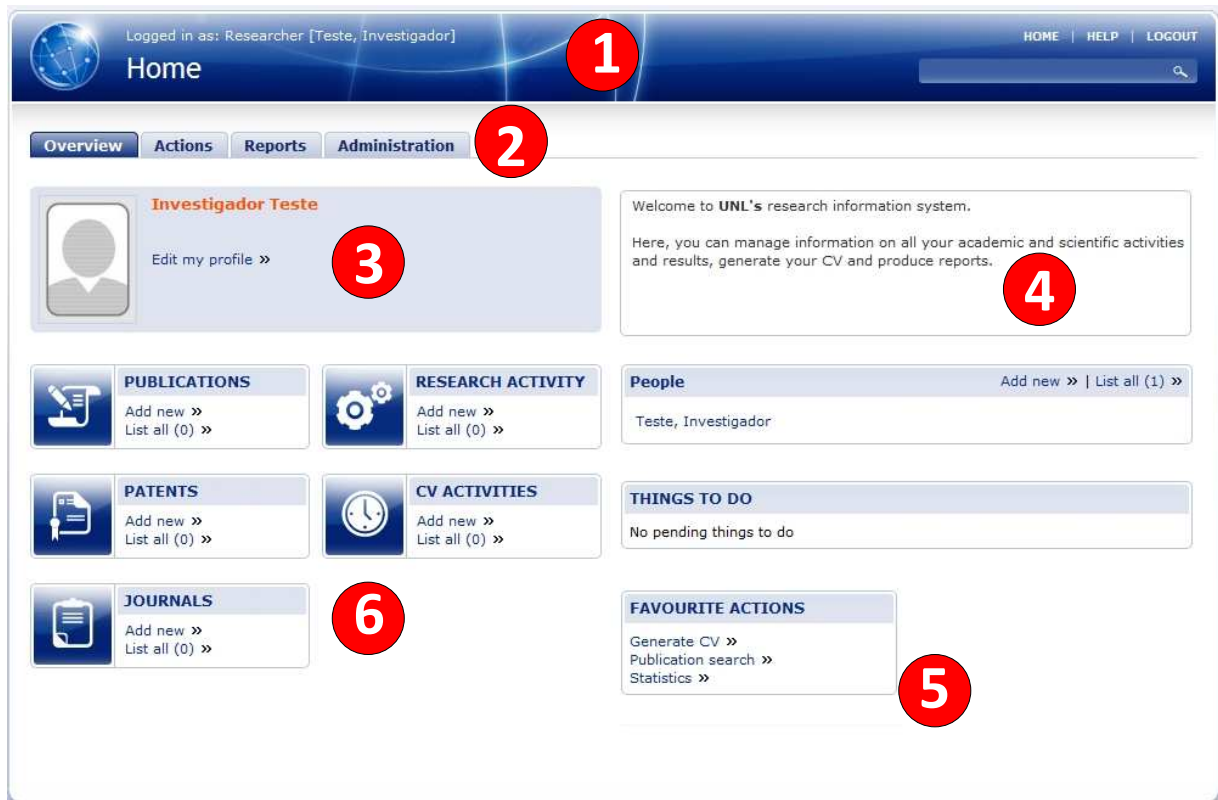 Logged in as: Researcher [Teste, Investigador]
HOME | HELP | LOGOUT
Home
1
Overview Actions Reports Administration
2
Investigador Teste
Edit my profile »
3
Welcome to UNL's research information system.
Here, you can manage information on all your academic and scientific activities
and results, generate your CV and produce reports.
4
PUBLICATIONS
Add new »
List all (0) »
RESEARCH ACTIVITY
Add new »
List all (0) »
People
Add new » | List all (1) »
Teste, Investigador
PATENTS
Add new »
List all (0) »
CV ACTIVITIES
Add new »
List all (0) »
THINGS TO DO
No pending things to do
JOURNALS
Add new »
List all (0) »
6
FAVOURITE ACTIONS
Generate CV »
Publication search »
Statistics »
5